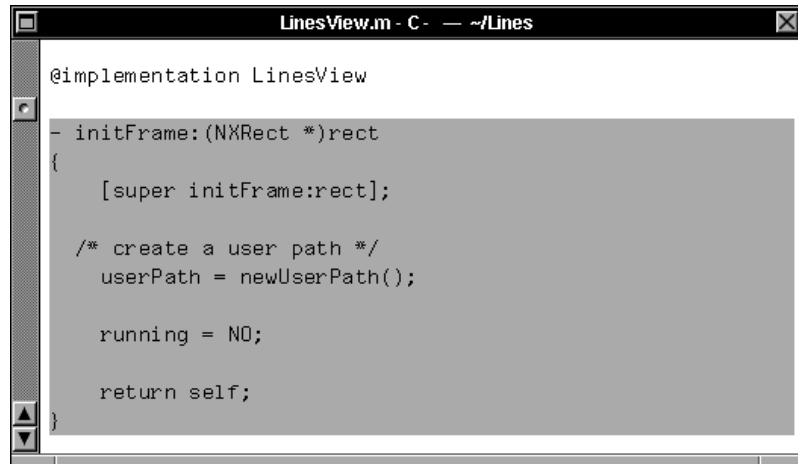 LinesView.m - C - — ~/Lines
@implementation LinesView
- initFrame:(NXRect *)rect
{
[super initFrame:rect];
/* create a user path */
userPath = newUserPath();
running = NO;
return self;
}